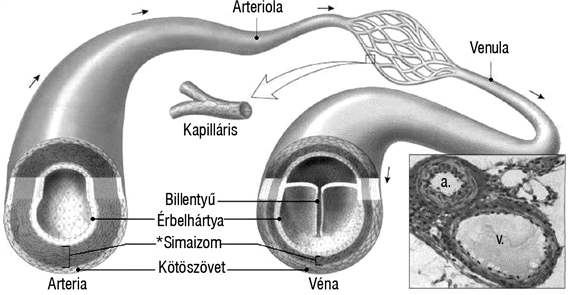 Arteriola
Venula
Kapilláris
Billentyű
Érbelhártya
*Simaizom
Kötöszövet
Arteria
Véna
a.
v.